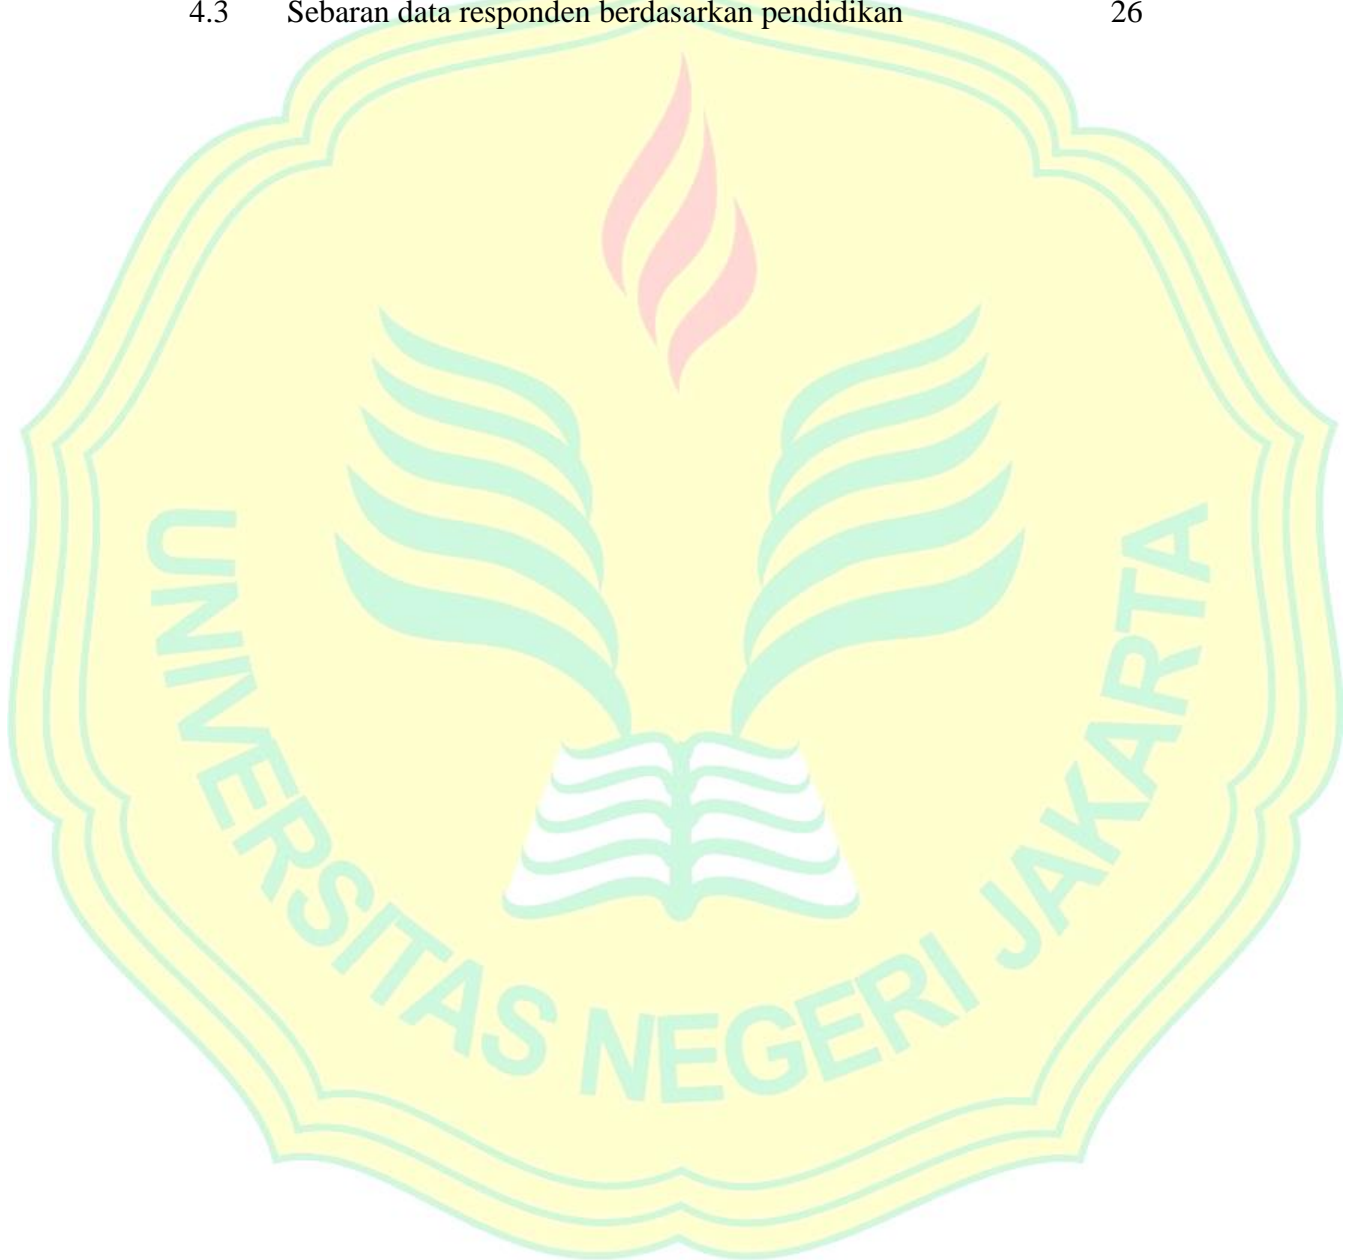 4.3 Sebaran data responden berdasarkan pendidikan 26
UNIVERSITAS NEGERI JAKARTA